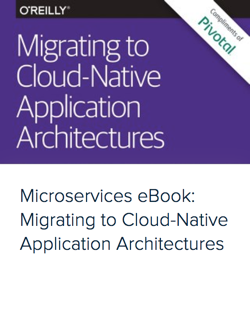 O'REILLY®
Compliments of
Pivotal
Migrating to
Cloud-Native
Application
Architectures
Microservices eBook:
Migrating to Cloud-Native
Application Architectures